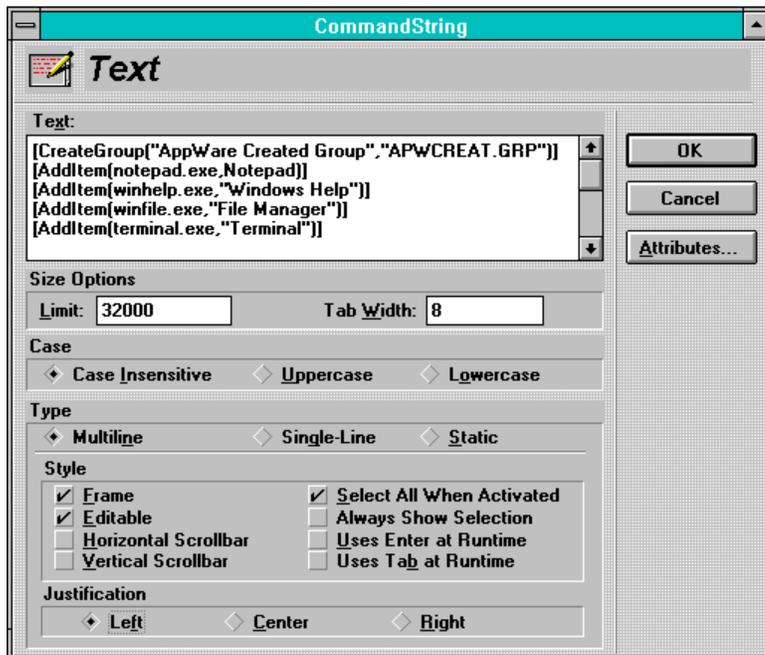 CommandString
Text
Text:
[CreateGroup("AppWare Created Group","APWCREAT.GRP")]
[AddItem(notepad.exe,Notepad)]
[AddItem(winhelp.exe,"Windows Help")]
[AddItem(winfile.exe,"File Manager")]
[AddItem(terminal.exe,"Terminal")]
OK
Cancel
Attributes...
Size Options
Limit: 32000 Tab Width: 8
Case
Case Insensitive Uppercase Lowercase
Type
Multiline Single-Line Static
Style
Frame Select All When Activated
Editable Always Show Selection
Horizontal Scrollbar Uses Enter at Runtime
Vertical Scrollbar Uses Tab at Runtime
Justification
Left Center Right